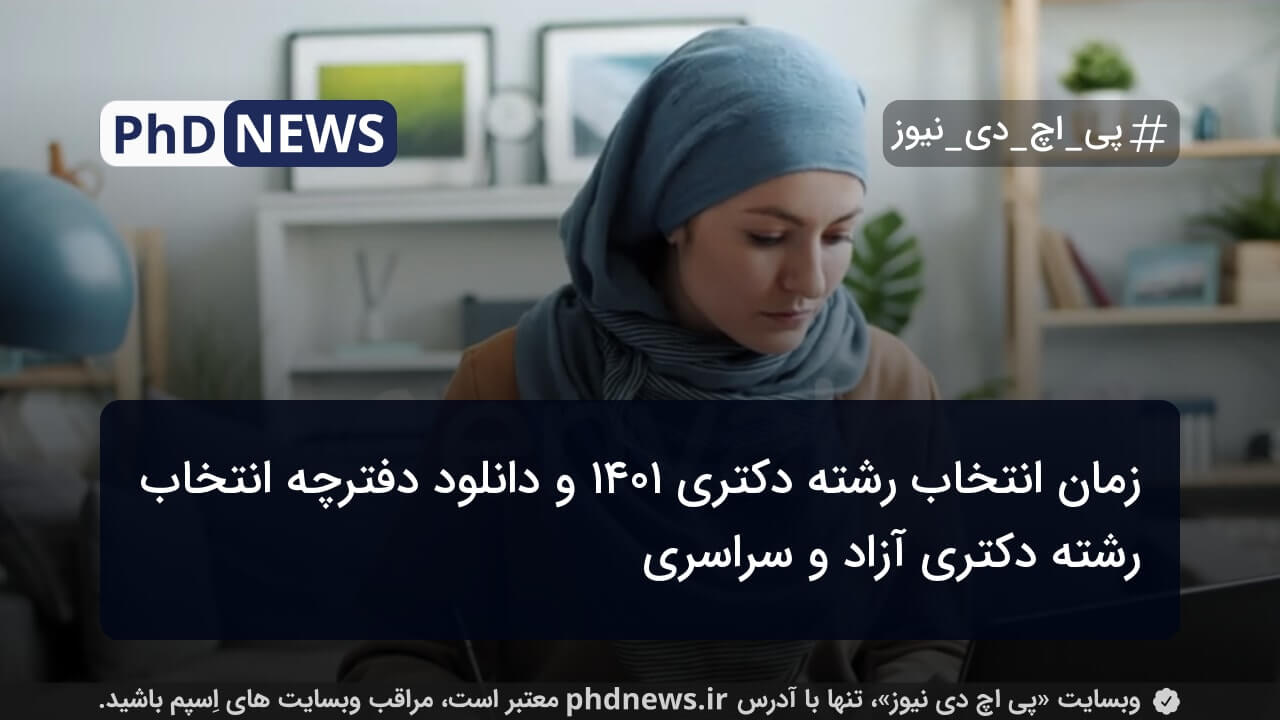 PhD NEWS
#پی_اچ_دی_نیوز
زمان انتخاب رشته دکتری ۱۴۰۱ و دانلود دفترچه انتخاب
رشته دکتری آزاد و سراسری
وبسایت «پی اچ دی نیوز»، تنها با آدرس phdnews.ir معتبر است، مراقب وبسایت های اِسپم باشید.